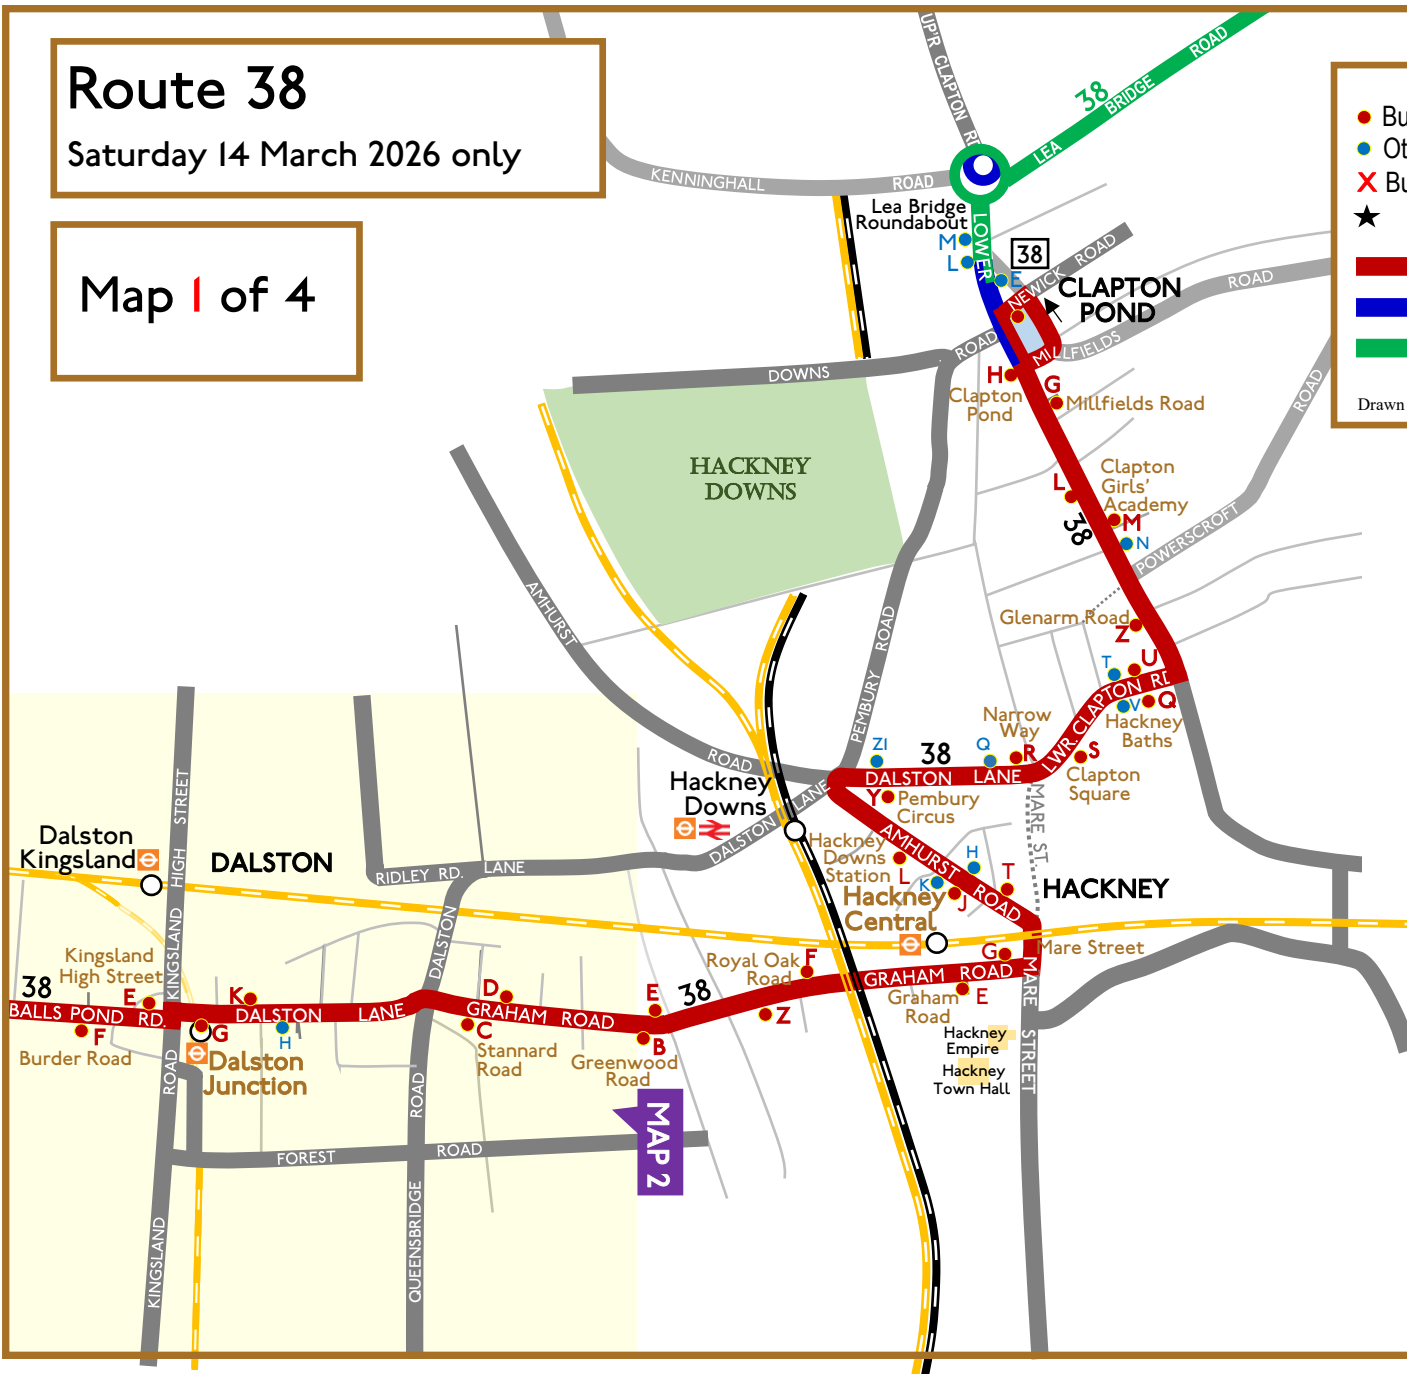 Route 38
Saturday 14 March 2026 only
Map 1 of 4
UP'R CLAPTON RD
38
LEA BRIDGE ROAD
KENNINGHALL ROAD
Lea Bridge
Roundabout
M
L
LOWER
E
38
NEWICK ROAD
CLAPTON
POND
ROAD
MILLFIELDS
DOWNS ROAD
H
Clapton
Pond
G
Millfields Road
ROAD
Bu
Ot
X Bu
Drawn
HACKNEY
DOWNS
L
Clapton
Girls'
Academy
M
N
38
POWERSCROFT
Glenarm Road
Z
T
U
V
Q
LWR. CLAPTON RD
Hackney
Baths
AMHURST
ROAD
PEMBURY ROAD
Narrow
Way
Z1
38
Q
R
S
Clapton
Square
DALSTON LANE
Y
Pembury
Circus
Hackney
Downs
DALSTON LANE
Hackney
Downs
Station
L
AMHURST ROAD
H
K
J
T
MARE ST.
HACKNEY
Hackney
Central
Mare Street
G
Dalston
Kingsland
DALSTON
KINGSLAND HIGH STREET
RIDLEY RD.
LANE
DALSTON
Kingsland
High Street
38
E
BALLS POND RD.
F
Burder Road
K
G
DALSTON LANE
H
Dalston
Junction
D
GRAHAM ROAD
C
Stannard
Road
E
38
B
Greenwood
Road
Royal Oak
Road
F
Z
GRAHAM ROAD
Graham
Road
E
Hackney
Empire
Hackney
Town Hall
MARE STREET
MAP 2
FOREST ROAD
KINGSLAND ROAD
QUEENSBRIDGE ROAD